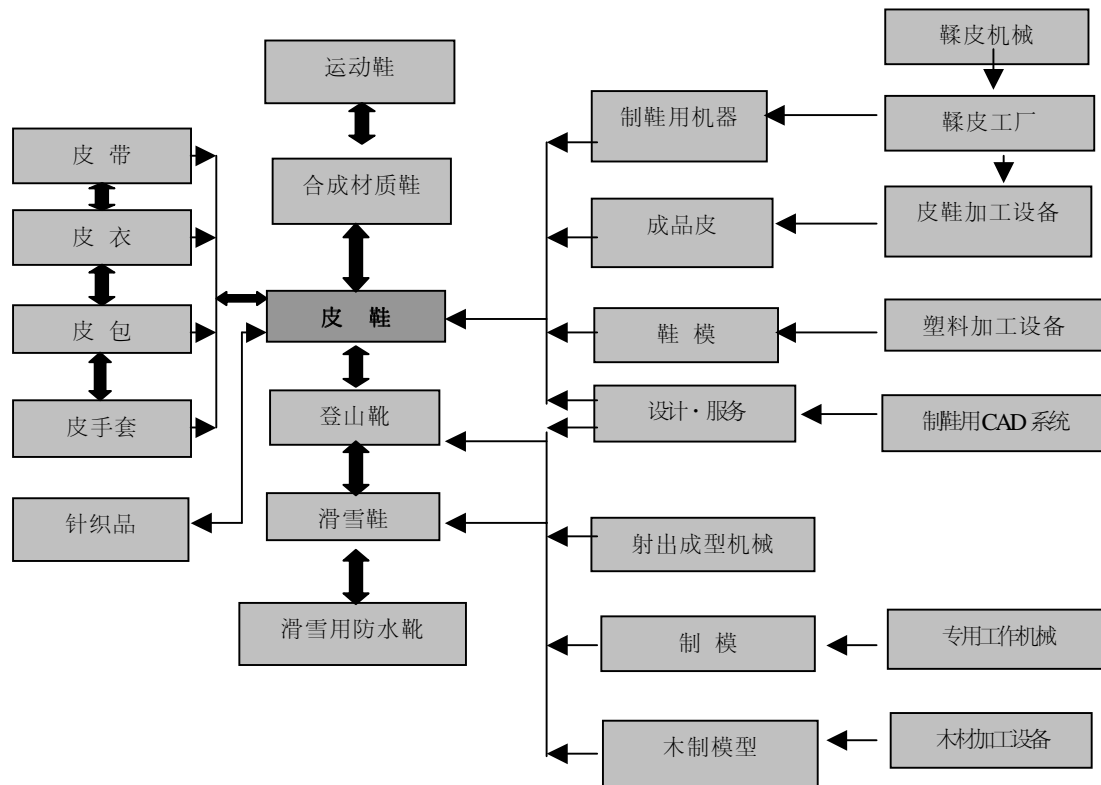 鞣皮机械
运动鞋
制鞋用机器
鞣皮工厂
皮 带
合成材质鞋
皮 衣
成品皮
皮鞋加工设备
皮 包
皮 鞋
鞋 模
塑料加工设备
皮手套
登山靴
设计·服务
制鞋用CAD 系统
针织品
滑雪鞋
射出成型机械
滑雪用防水靴
制 模
专用工作机械
木制模型
木材加工设备